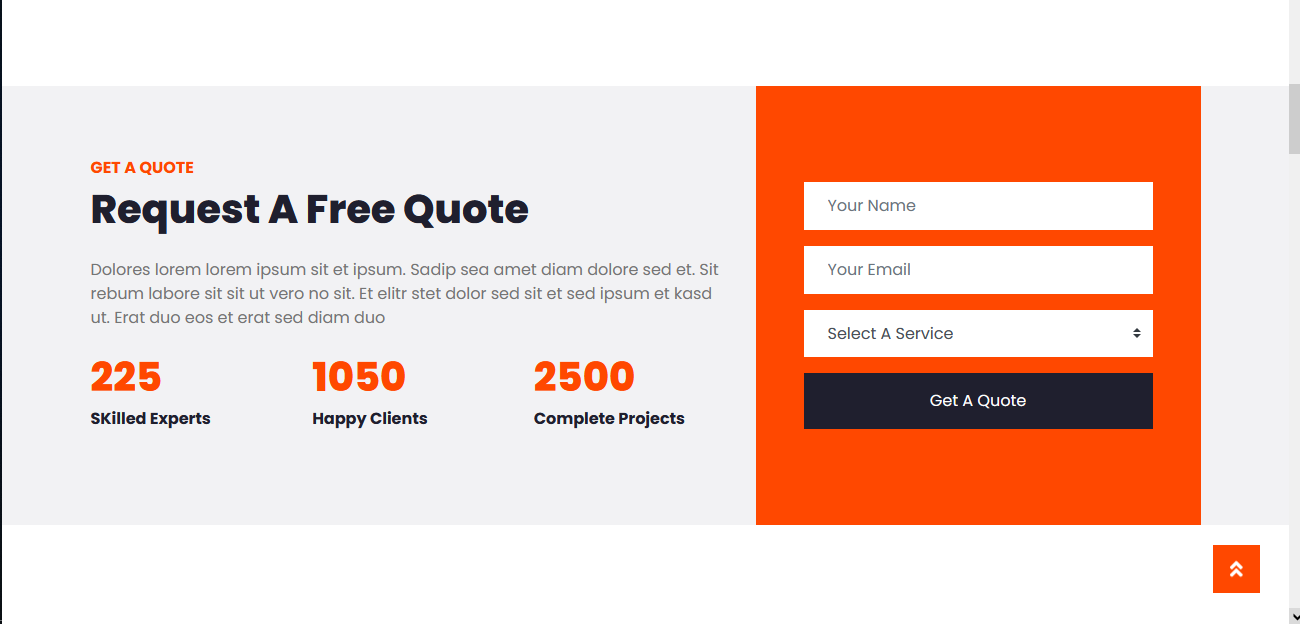 GET A QUOTE
Request A Free Quote
Dolores lorem lorem ipsum sit et ipsum. Sadip sea amet diam dolore sed et. Sit
rebum labore sit sit ut vero no sit. Et elitr stet dolor sed sit et sed ipsum et kasd
ut. Erat duo eos et erat sed diam duo
225
1050
2500
SKilled Experts
Happy Clients
Complete Projects
Your Name
Your Email
Select A Service
Get A Quote